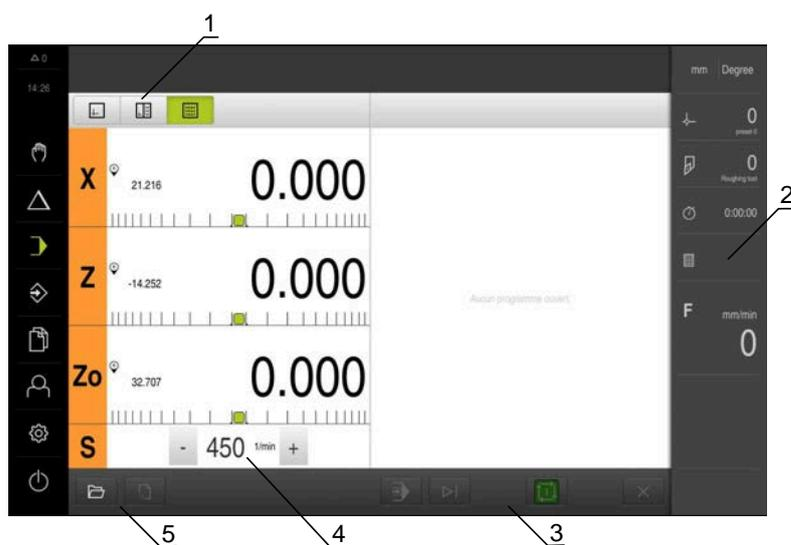 1
0
14:26
mm Degree
0
preset 0
X 21.216 0.000
0
2
0:00:00
Z -14.252 0.000
Aucun programme ouvert.
F mm/min
0
Zo 32.707 0.000
S - 450 1/min +
5 4 3